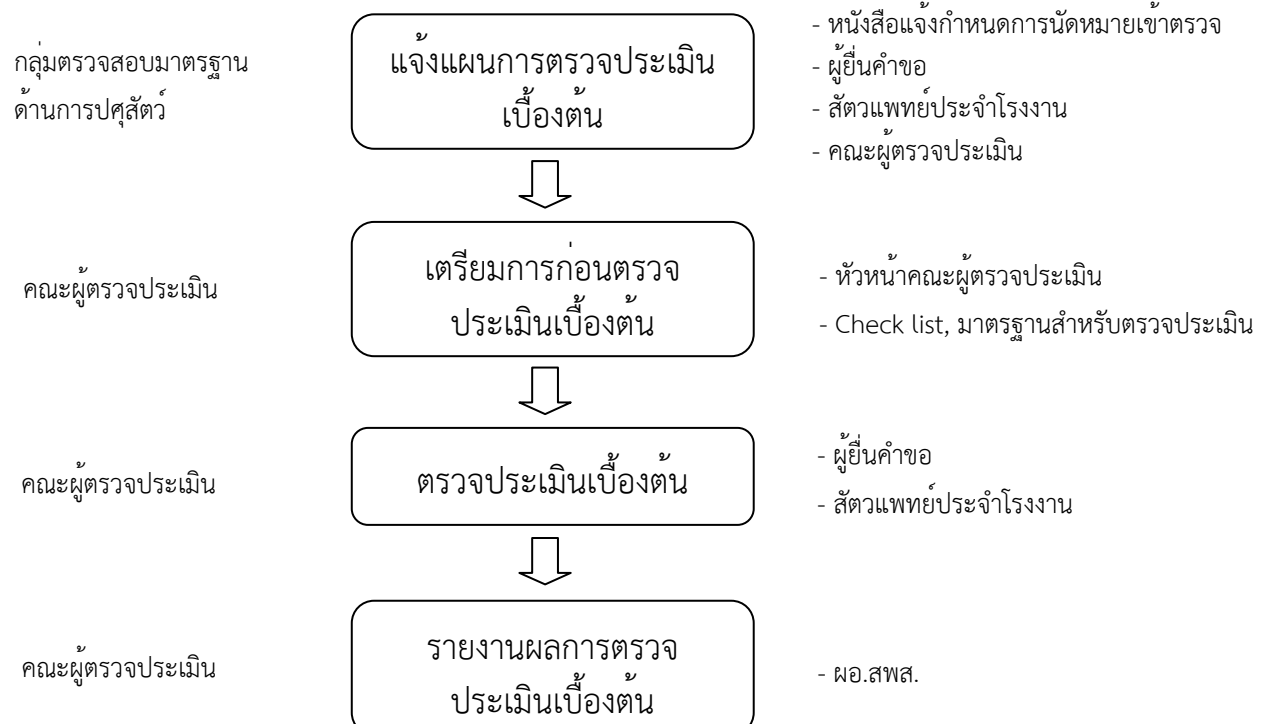 กลุ่มตรวจสอบมาตรฐาน
ด้านการปศุสัตว์
แจ้งแผนการตรวจประเมิน
เบื้องต้น
- หนังสือแจ้งกำหนดการนัดหมายเข้าตรวจ
- ผู้ยื่นคำขอ
- สัตวแพทย์ประจำโรงงาน
- คณะผู้ตรวจประเมิน
คณะผู้ตรวจประเมิน
เตรียมการก่อนตรวจ
ประเมินเบื้องต้น
- หัวหน้าคณะผู้ตรวจประเมิน
- Check list, มาตรฐานสำหรับตรวจประเมิน
คณะผู้ตรวจประเมิน
ตรวจประเมินเบื้องต้น
- ผู้ยื่นคำขอ
- สัตวแพทย์ประจำโรงงาน
คณะผู้ตรวจประเมิน
รายงานผลการตรวจ
ประเมินเบื้องต้น
- ผอ.สพส.